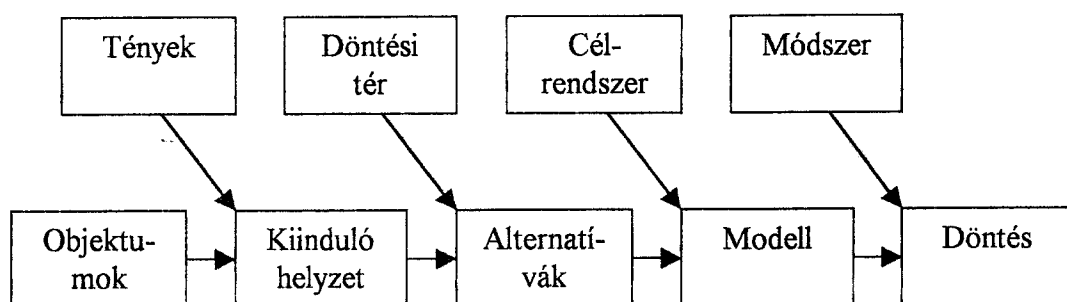 Tények
Döntési
tér
Cél-
rendszer
Módszer
Objektu-
mok
Kiinduló
helyzet
Alternatí-
vák
Modell
Döntés